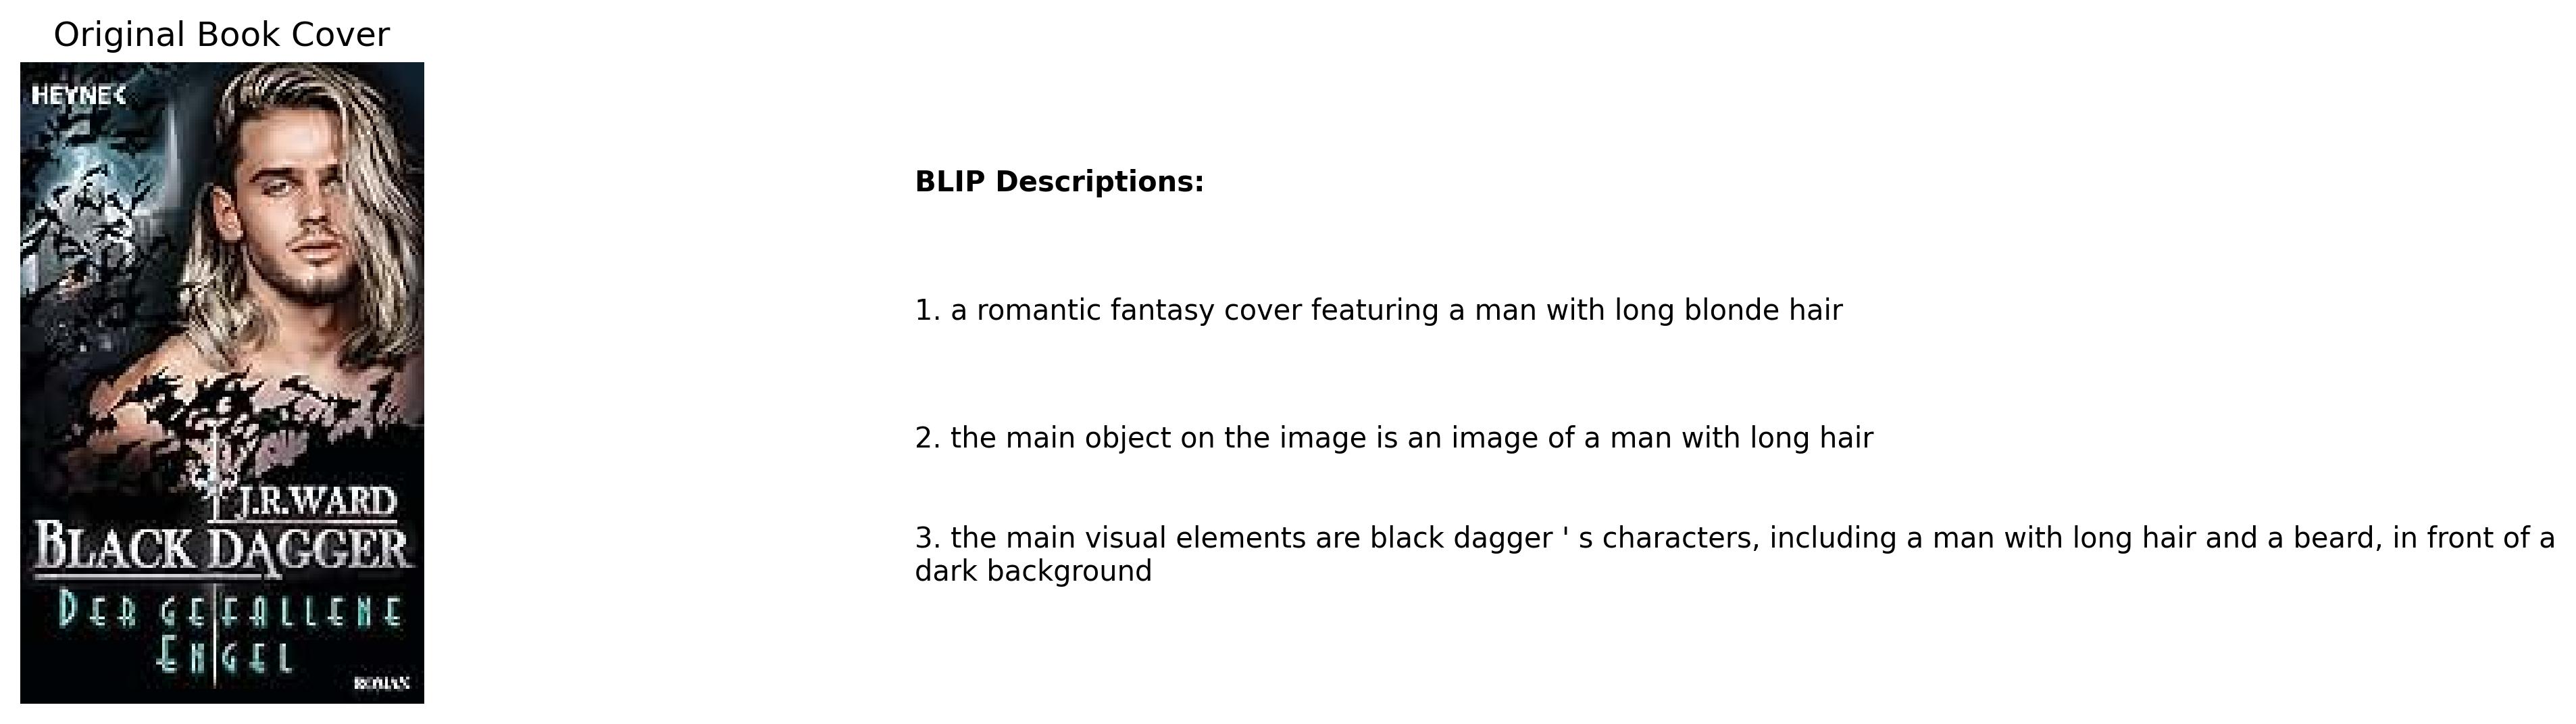 Original Book Cover
HEYNE<
J.R.WARD
BLACK DAGGER
DER GEFALLENE
ENGEL
ROMAN
BLIP Descriptions:
1. a romantic fantasy cover featuring a man with long blonde hair
2. the main object on the image is an image of a man with long hair
3. the main visual elements are black dagger ' s characters, including a man with long hair and a beard, in front of a
dark background